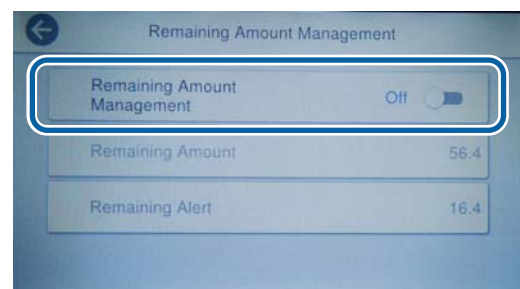 Remaining Amount Management
Remaining Amount
Management
Off
Remaining Amount
56.4
Remaining Alert
16.4